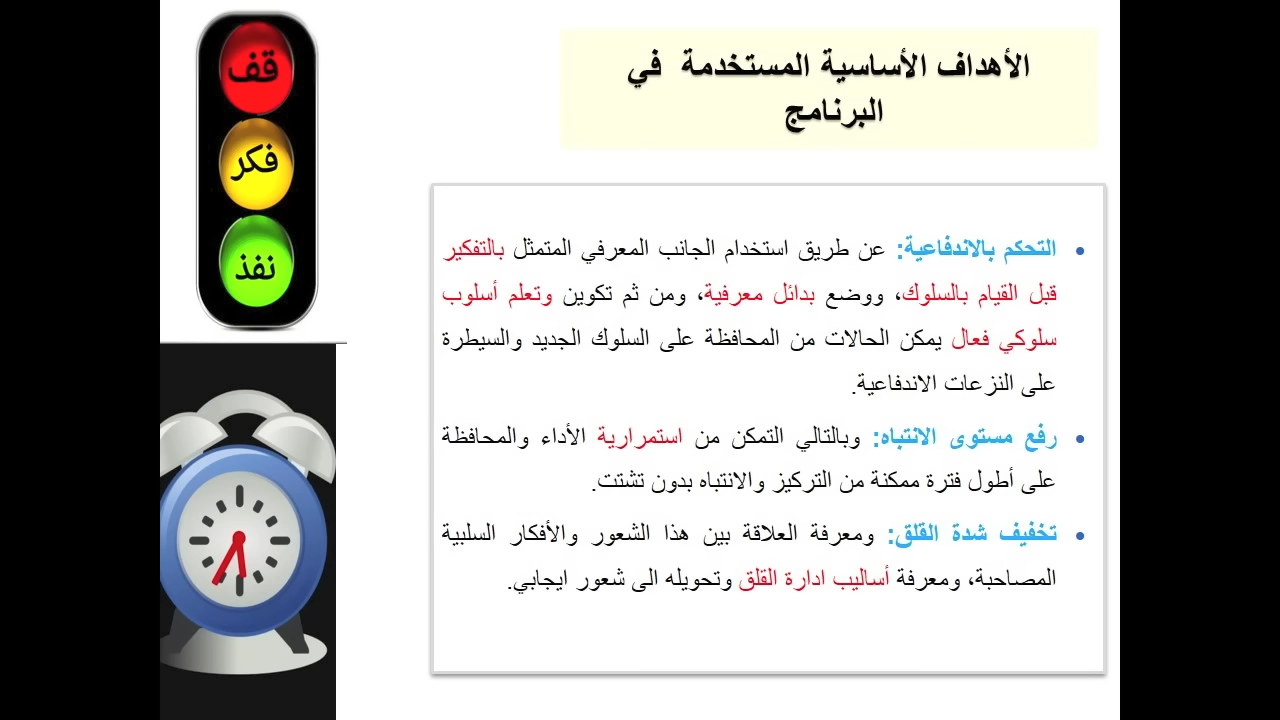 الأهداف الأساسية المستخدمة في
البرنامج
قف
فكر
نفذ
• التحكم بالاندفاعية: عن طريق استخدام الجانب المعرفي المتمثل بالتفكير
قبل القيام بالسلوك، ووضع بدائل معرفية، ومن ثم تكوين وتعلم أسلوب
سلوكي فعال يمكن الحالات من المحافظة على السلوك الجديد والسيطرة
على النزعات الاندفاعية.
• رفع مستوى الانتباه: وبالتالي التمكن من استمرارية الأداء والمحافظة
على أطول فترة ممكنة من التركيز والانتباه بدون تشتت.
• تخفيف شدة القلق: ومعرفة العلاقة بين هذا الشعور والأفكار السلبية
المصاحبة، ومعرفة أساليب ادارة القلق وتحويله الى شعور ايجابي.